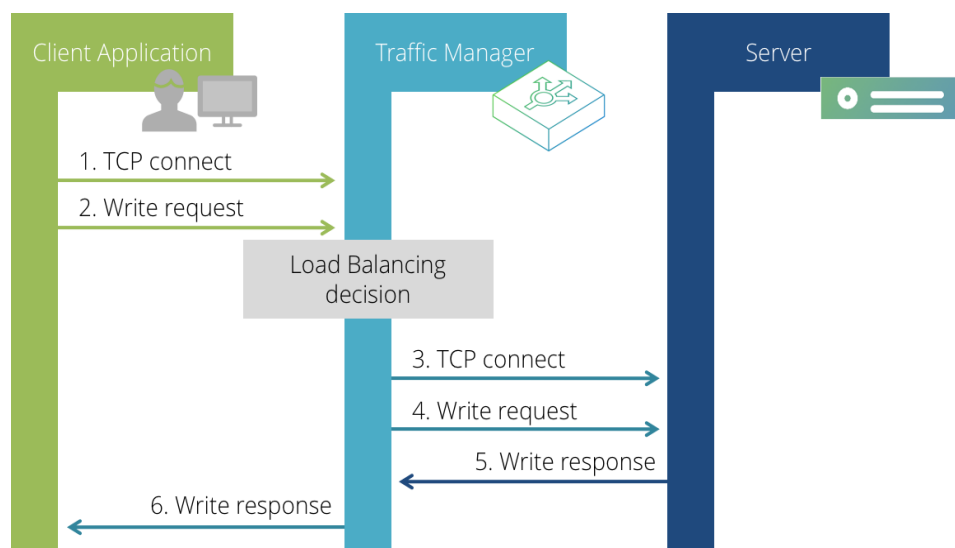 Client Application
Traffic Manager
Server
1. TCP connect
2. Write request
Load Balancing
decision
3. TCP connect
4. Write request
5. Write response
6. Write response